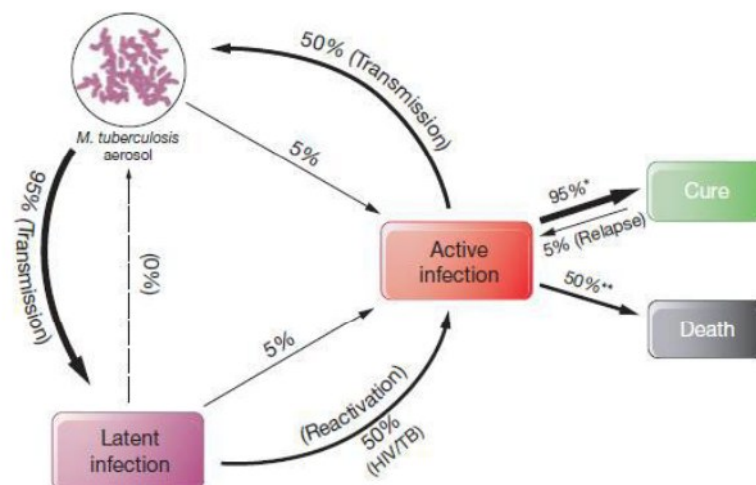 50% (Transmission)
M. tuberculosis
aerosol
5%
95% (Transmission)
(0%)
95%*
Cure
5% (Relapse)
Active
infection
50%**
Death
5%
(Reactivation)
50%
(HIV/TB)
Latent
infection